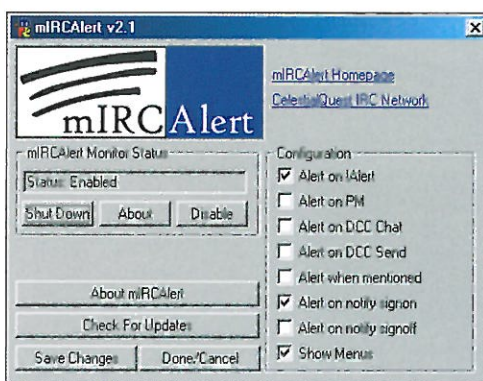 mIRCAlert v2.1
mIRCAlert
mIRCAlert Homepage
CelestialQuest IRC Network
mIRCAlert Monitor Status
Status: Enabled
Shut Down About Disable
About mIRCAlert
Check For Updates
Save Changes Done/Cancel
Configuration
Alert on !Alert
Alert on PM
Alert on DCC Chat
Alert on DCC Send
Alert when mentioned
Alert on notify signon
Alert on notify signoff
Show Menus